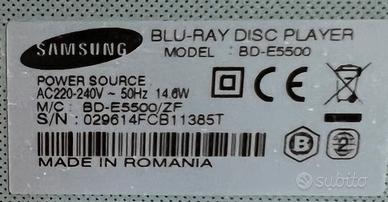 SAMSUNG
BLU-RAY DISC PLAYER
MODEL : BD-E5500
POWER SOURCE
AC220-240V ~ 50Hz 14.6W
M/C: BD-E5500/ZF
S/N : 029614FCB11385T
CE
B
MADE IN ROMANIA
subito